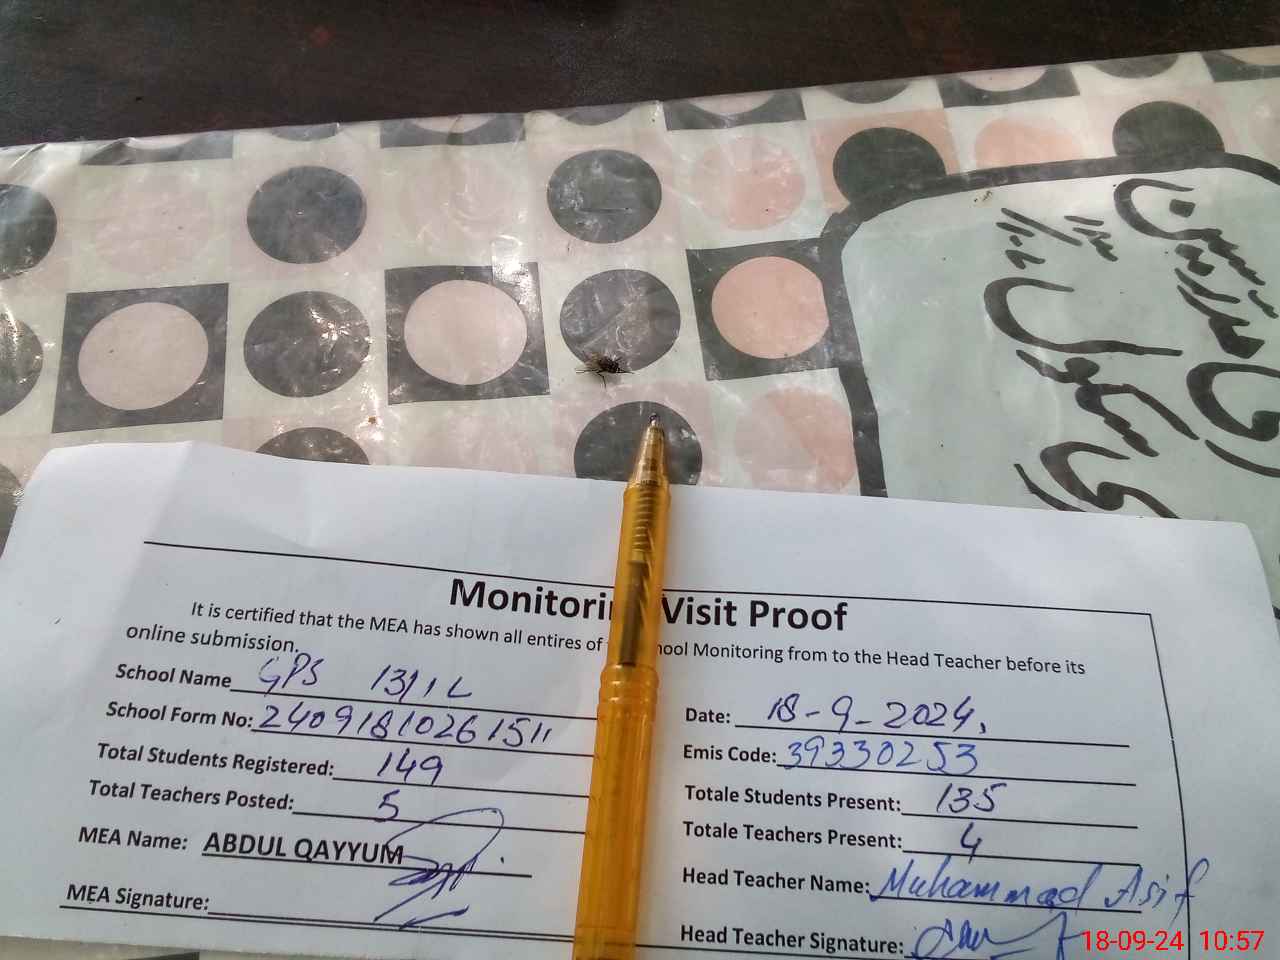 Monitori Visit Proof
It is certified that the MEA has shown all entires of hool Monitoring from to the Head Teacher before its
online submission.
School Name GPS 131/1L
Date: 18-9-2024,
School Form No: 24091810261511
Emis Code: 39330253
Total Students Registered: 149
Totale Students Present: 135
Total Teachers Posted: 5
Totale Teachers Present: 4
MEA Name: ABDUL QAYYUM
Head Teacher Name: Muhammad Asif
MEA Signature:
Head Teacher Signature:
18-09-24 10:57